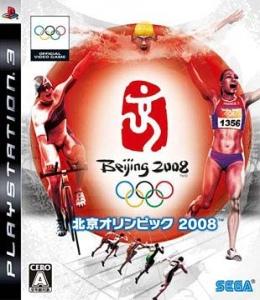 PLAYSTATION 3
OFFICIAL
VIDEO GAME
1356
Beijing 2008
北京オリンピック 2008
TM
CERO
A
SEGA